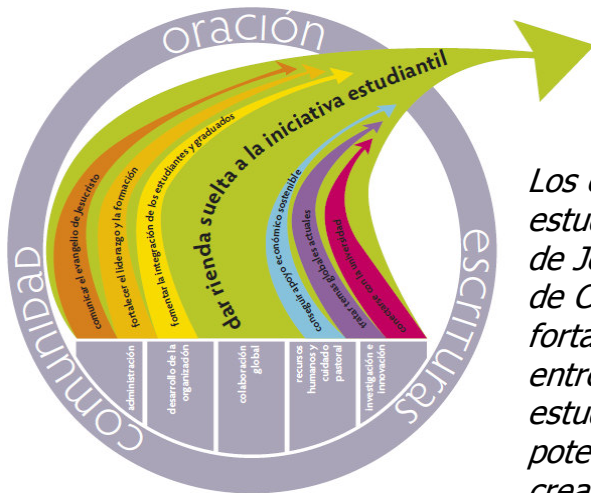 oración
comunidad
escrituras
comunicar el evangelio de Jesucristo
fortalecer el liderazgo y la formación
fomentar la integración de los estudiantes y graduados
dar rienda suelta a la iniciativa estudiantil
conseguir apoyo económico sostenible
tratar temas globales actuales
conectarse con la universidad
administración
desarrollo de la
organización
colaboración
global
recursos
humanos y
cuidado
pastoral
investigación e
innovación
Los
estu
de Je
de C
forta
entre
estu
pote
crea